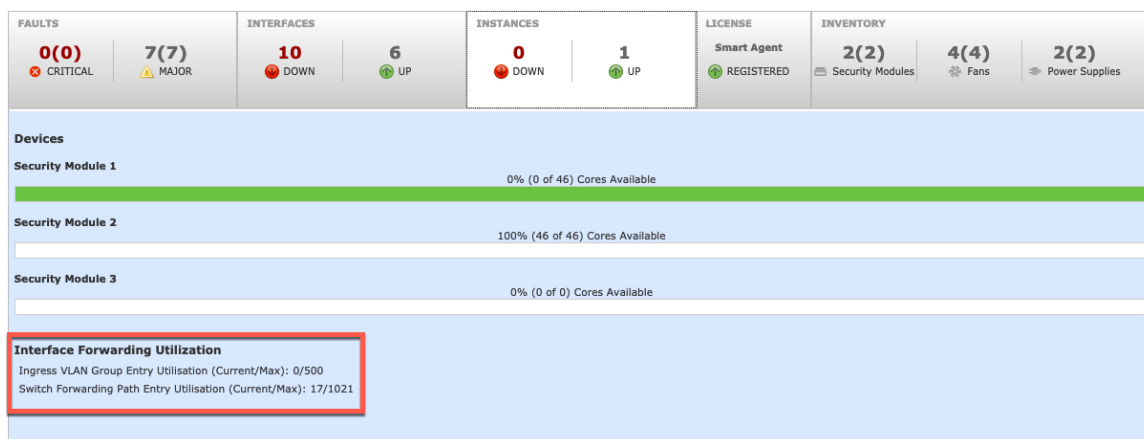 FAULTS
0(0)
CRITICAL
7(7)
MAJOR
INTERFACES
10
DOWN
6
UP
INSTANCES
0
DOWN
1
UP
LICENSE
Smart Agent
REGISTERED
INVENTORY
2(2)
Security Modules
4(4)
Fans
2(2)
Power Supplies
Devices
Security Module 1
0% (0 of 46) Cores Available
Security Module 2
100% (46 of 46) Cores Available
Security Module 3
0% (0 of 0) Cores Available
Interface Forwarding Utilization
Ingress VLAN Group Entry Utilisation (Current/Max): 0/500
Switch Forwarding Path Entry Utilisation (Current/Max): 17/1021